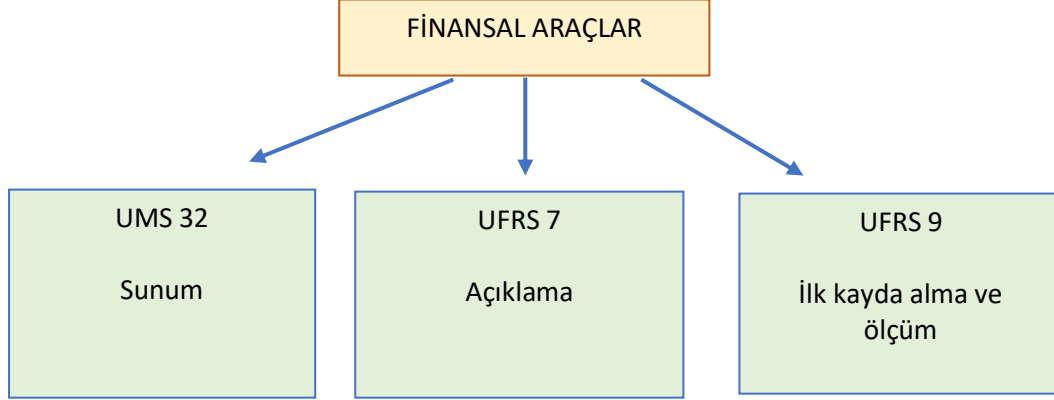 FİNANSAL ARAÇLAR
UMS 32
Sunum
UFRS 7
Açıklama
UFRS 9
İlk kayda alma ve
ölçüm